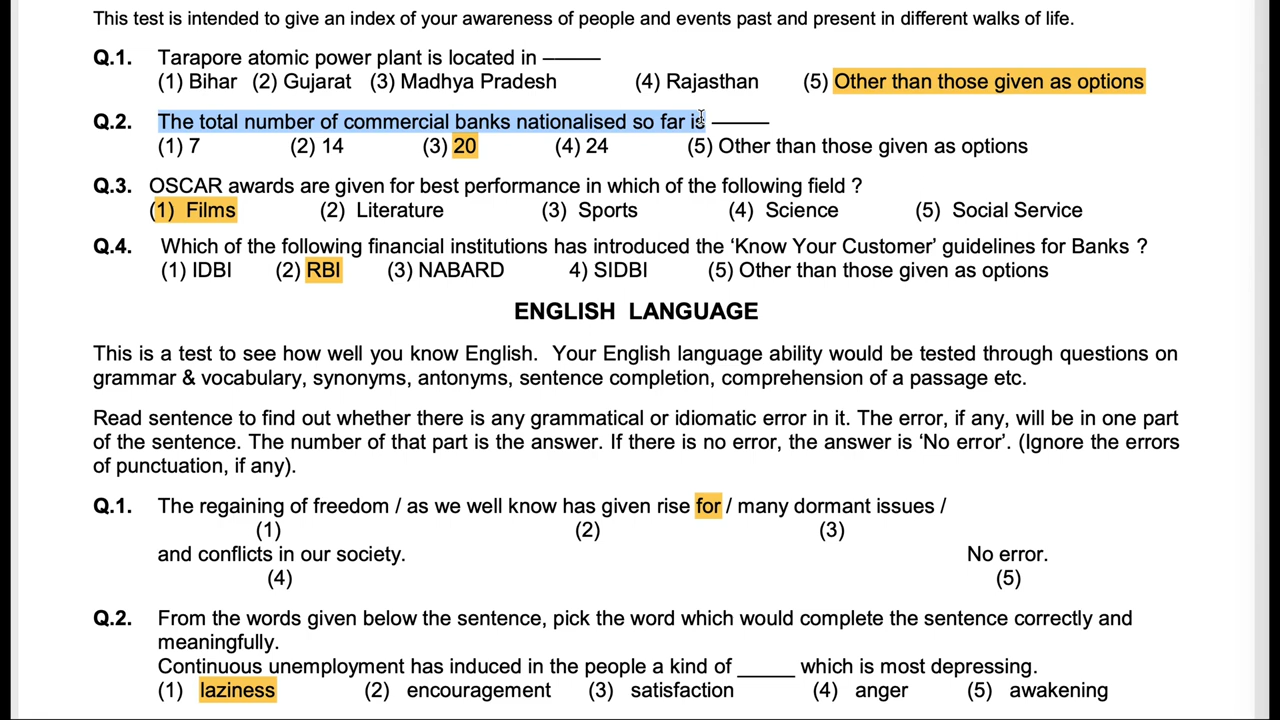 This test is intended to give an index of your awareness of people and events past and present in different walks of life.
Q.1. Tarapore atomic power plant is located in ———
(1) Bihar (2) Gujarat (3) Madhya Pradesh (4) Rajasthan (5) Other than those given as options
Q.2. The total number of commercial banks nationalised so far is ———
(1) 7 (2) 14 (3) 20 (4) 24 (5) Other than those given as options
Q.3. OSCAR awards are given for best performance in which of the following field ?
(1) Films (2) Literature (3) Sports (4) Science (5) Social Service
Q.4. Which of the following financial institutions has introduced the ‘Know Your Customer’ guidelines for Banks ?
(1) IDBI (2) RBI (3) NABARD 4) SIDBI (5) Other than those given as options
ENGLISH LANGUAGE
This is a test to see how well you know English. Your English language ability would be tested through questions on
grammar & vocabulary, synonyms, antonyms, sentence completion, comprehension of a passage etc.
Read sentence to find out whether there is any grammatical or idiomatic error in it. The error, if any, will be in one part
of the sentence. The number of that part is the answer. If there is no error, the answer is ‘No error’. (Ignore the errors
of punctuation, if any).
Q.1. The regaining of freedom / as we well know has given rise for / many dormant issues /
(1) (2) (3)
and conflicts in our society. No error.
(4) (5)
Q.2. From the words given below the sentence, pick the word which would complete the sentence correctly and
meaningfully.
Continuous unemployment has induced in the people a kind of _____ which is most depressing.
(1) laziness (2) encouragement (3) satisfaction (4) anger (5) awakening